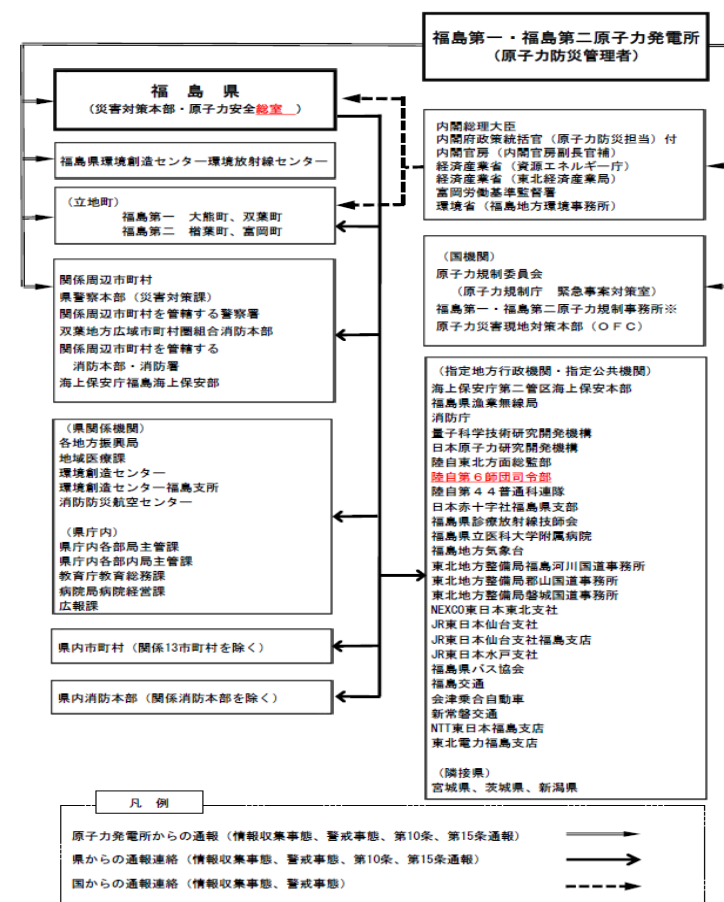 福島第一・福島第二原子力発電所
(原子力防災管理者)
福　島　県
(災害対策本部・原子力安全総室　)
福島県環境創造センター環境放射線センター
(立地町)
福島第一　大熊町、双葉町
福島第二　楢葉町、富岡町
関係周辺市町村
県警察本部(災害対策課)
関係周辺市町村を管轄する警察署
双葉地方広域市町村圏組合消防本部
関係周辺市町村を管轄する
消防本部・消防署
海上保安庁福島海上保安部
(県関係機関)
各地方振興局
地域医療課
環境創造センター
環境創造センター福島支所
消防防災航空センター
(県庁内)
県庁内各部局主管課
県庁内各部内局主管課
教育庁教育総務課
病院局病院経営課
広報課
県内市町村(関係13市町村を除く)
県内消防本部(関係消防本部を除く)
内閣総理大臣
内閣府政策統括官(原子力防災担当)付
内閣官房(内閣官房副長官補)
経済産業省(資源エネルギー庁)
経済産業省(東北経済産業局)
富岡労働基準監督署
環境省(福島地方環境事務所)
(国機関)
原子力規制委員会
(原子力規制庁　緊急事案対策室)
福島第一・福島第二原子力規制事務所※
原子力災害現地対策本部(OFC)
(指定地方行政機関・指定公共機関)
海上保安庁第二管区海上保安本部
福島県漁業無線局
消防庁
量子科学技術研究開発機構
日本原子力研究開発機構
陸自東北方面総監部
陸自第6師団司令部
陸自第44普通科連隊
日本赤十字社福島県支部
福島県診療放射線技師会
福島県立医科大学附属病院
福島地方気象台
東北地方整備局福島河川国道事務所
東北地方整備局郡山国道事務所
東北地方整備局磐城国道事務所
NEXCO東日本東北支社
JR東日本仙台支社
JR東日本仙台支社福島支店
JR東日本水戸支社
福島県バス協会
福島交通
会津乗合自動車
新常磐交通
NTT東日本福島支店
東北電力福島支店
(隣接県)
宮城県、茨城県、新潟県
凡　例
原子力発電所からの通報(情報収集事態、警戒事態、第10条、第15条通報)
県からの通報連絡(情報収集事態、警戒事態、第10条、第15条通報)
国からの通報連絡(情報収集事態、警戒事態)